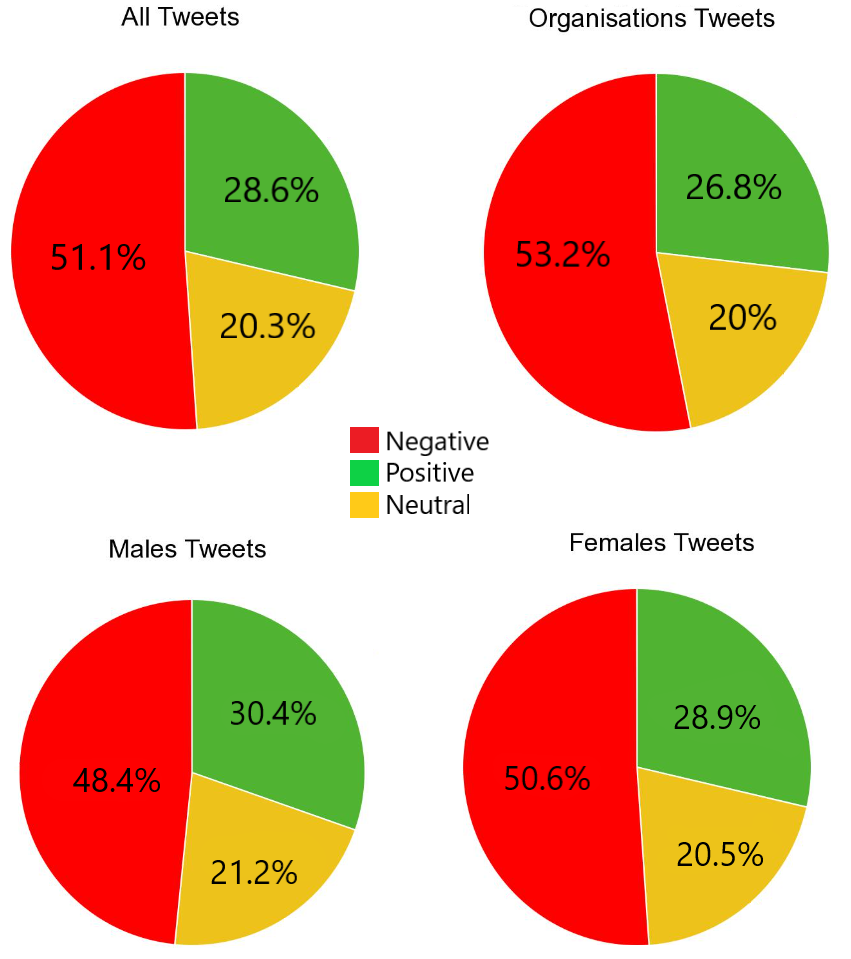 All Tweets
28.6%
51.1%
20.3%
Organisations Tweets
26.8%
53.2%
20%
Negative
Positive
Neutral
Males Tweets
30.4%
48.4%
21.2%
Females Tweets
28.9%
50.6%
20.5%